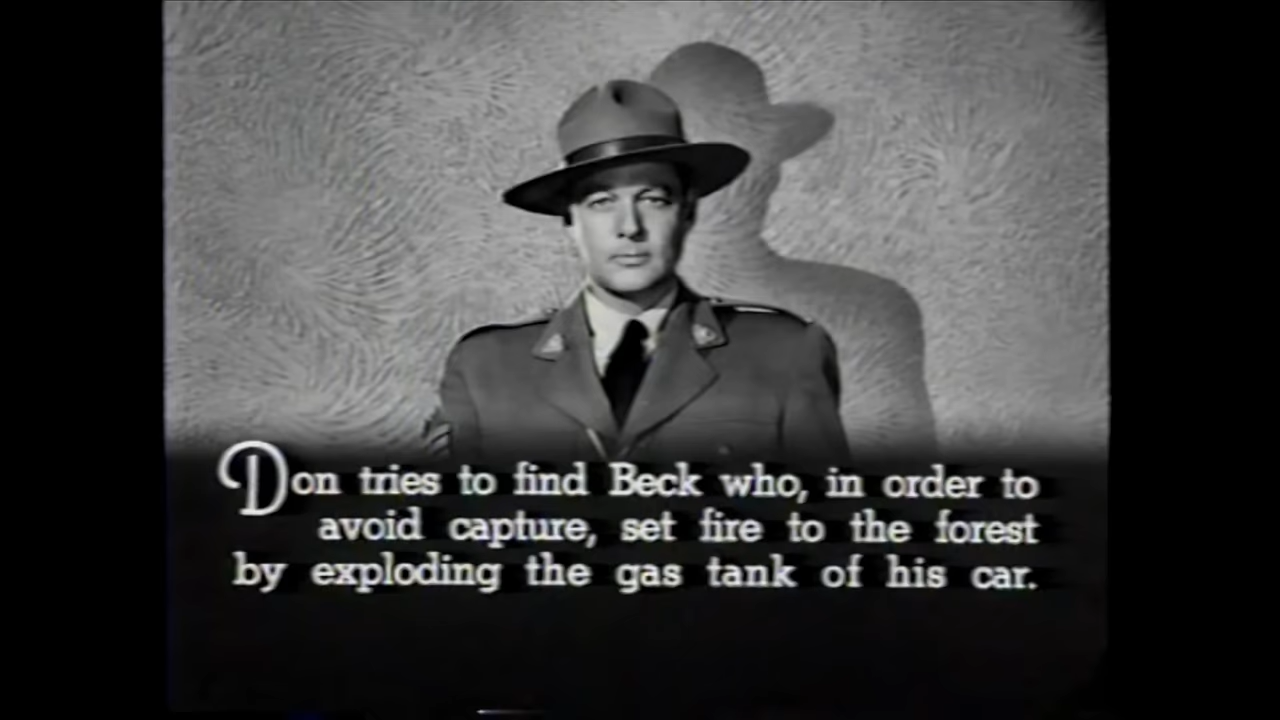 Don tries to find Beck who, in order to
avoid capture, set fire to the forest
by exploding the gas tank of his car.